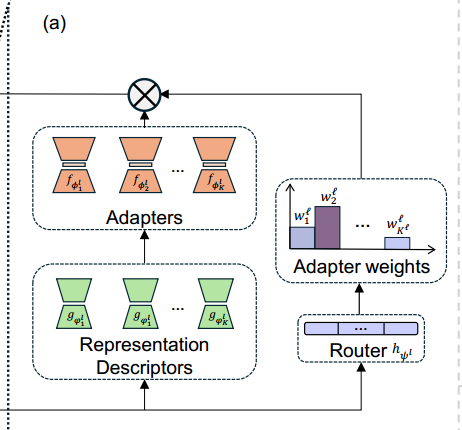 (a)
f_{ϕ_1^l} f_{ϕ_2^l} ... f_{ϕ_K^l}
Adapters
w_1^ℓ w_2^ℓ ... w_{K^ℓ}^ℓ
Adapter weights
g_{φ_1^l} g_{φ_1^l} ... g_{φ_K^l}
Representation
Descriptors
...
Router h_{ψ^l}